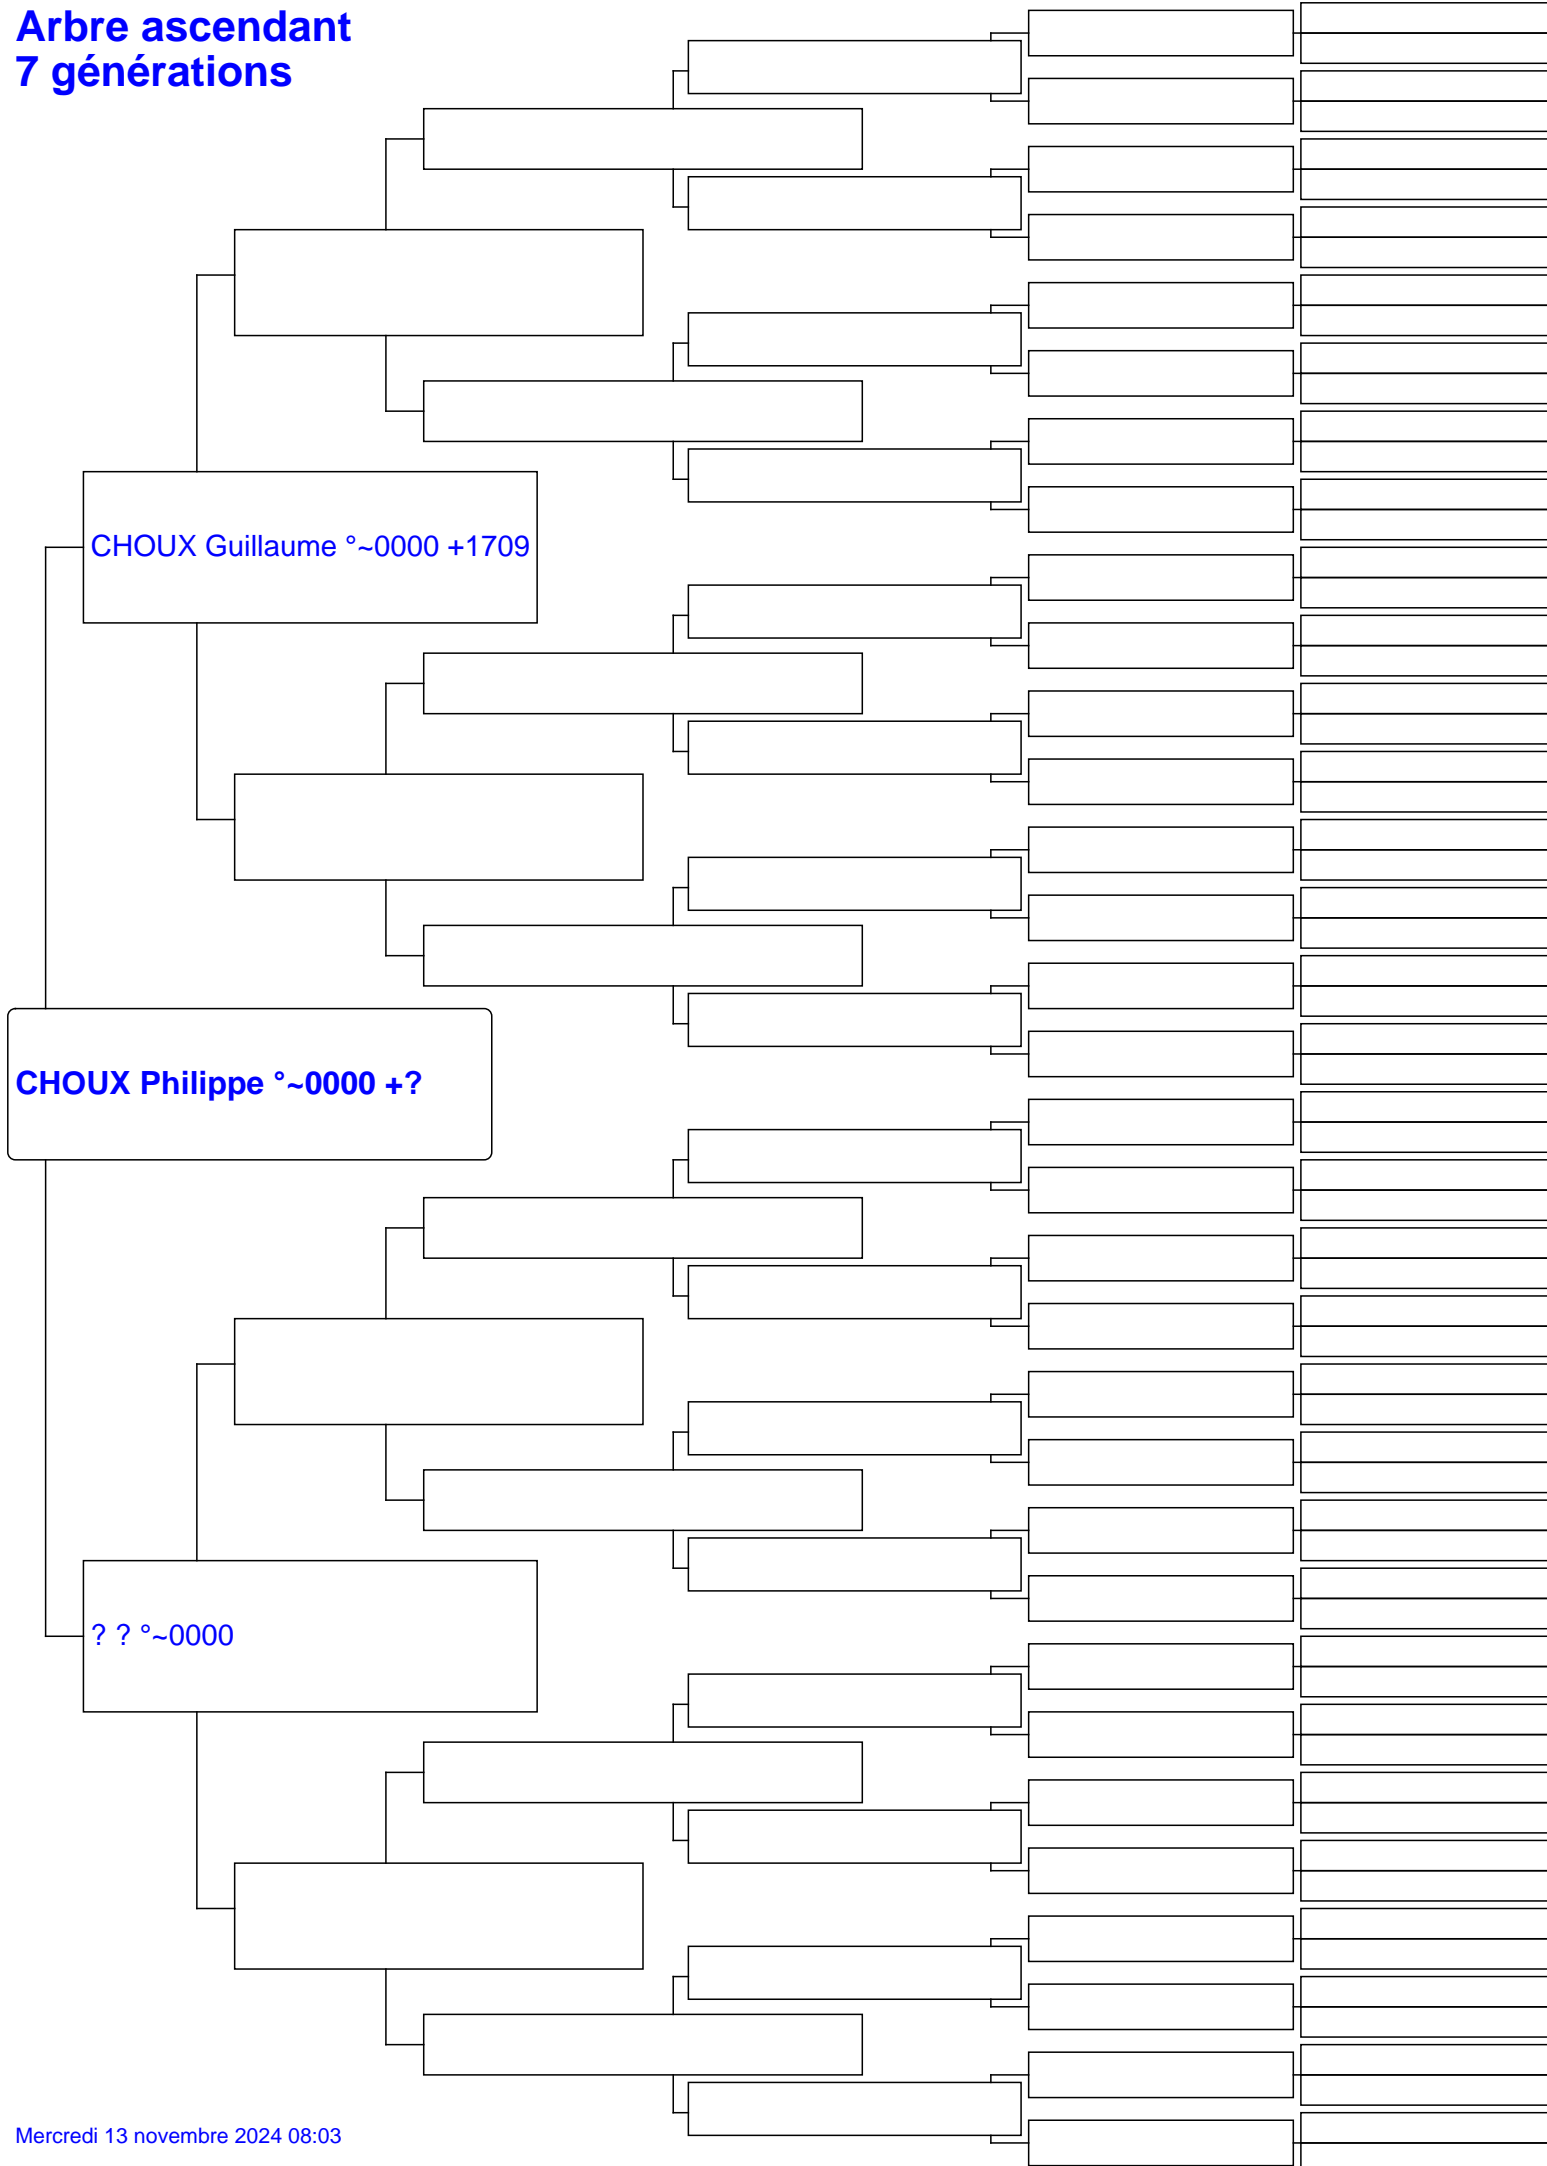 Arbre ascendant
7 générations
CHOUX Guillaume °~0000 +1709
CHOUX Philippe °~0000 +?
? ? °~0000
Mercredi 13 novembre 2024 08:03